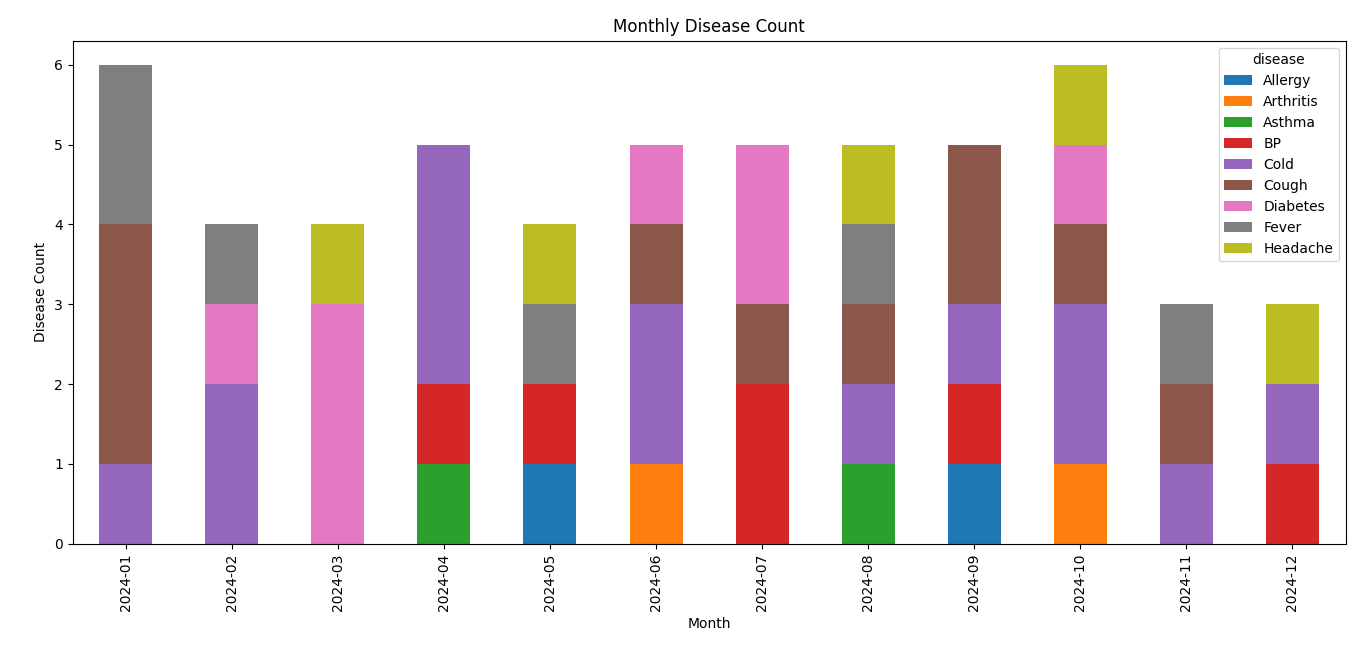 Monthly Disease Count
disease
Allergy
Arthritis
Asthma
BP
Cold
Cough
Diabetes
Fever
Headache
Disease Count
6
5
4
3
2
1
0
2024-01
2024-02
2024-03
2024-04
2024-05
2024-06
2024-07
2024-08
2024-09
2024-10
2024-11
2024-12
Month